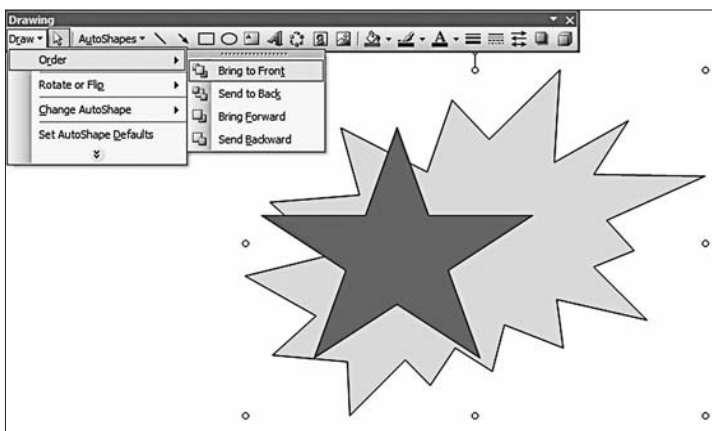 Drawing
Draw AutoShapes
Order
Rotate or Flip
Change AutoShape
Set AutoShape Defaults
Bring to Front
Send to Back
Bring Forward
Send Backward